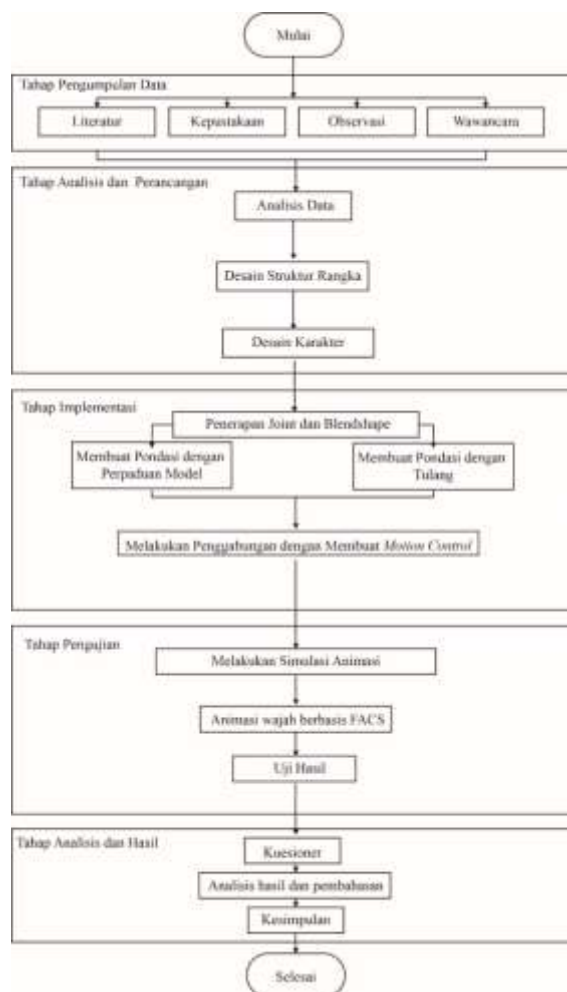 Mulai
Tahap Pengumpulan Data
Literatur
Kepustakaan
Observasi
Wawancara
Tahap Analisis dan Perancangan
Analisis Data
Desain Struktur Rangka
Desain Karakter
Tahap Implementasi
Penerapan Joint dan Blendshape
Membuat Pondasi dengan
Perpaduan Model
Membuat Pondasi dengan
Tulang
Melakukan Penggabungan dengan Membuat Motion Control
Tahap Pengujian
Melakukan Simulasi Animasi
Animasi wajah berbasis FACS
Uji Hasil
Tahap Analisis dan Hasil
Kuesioner
Analisis hasil dan pembahasan
Kesimpulan
Selesai